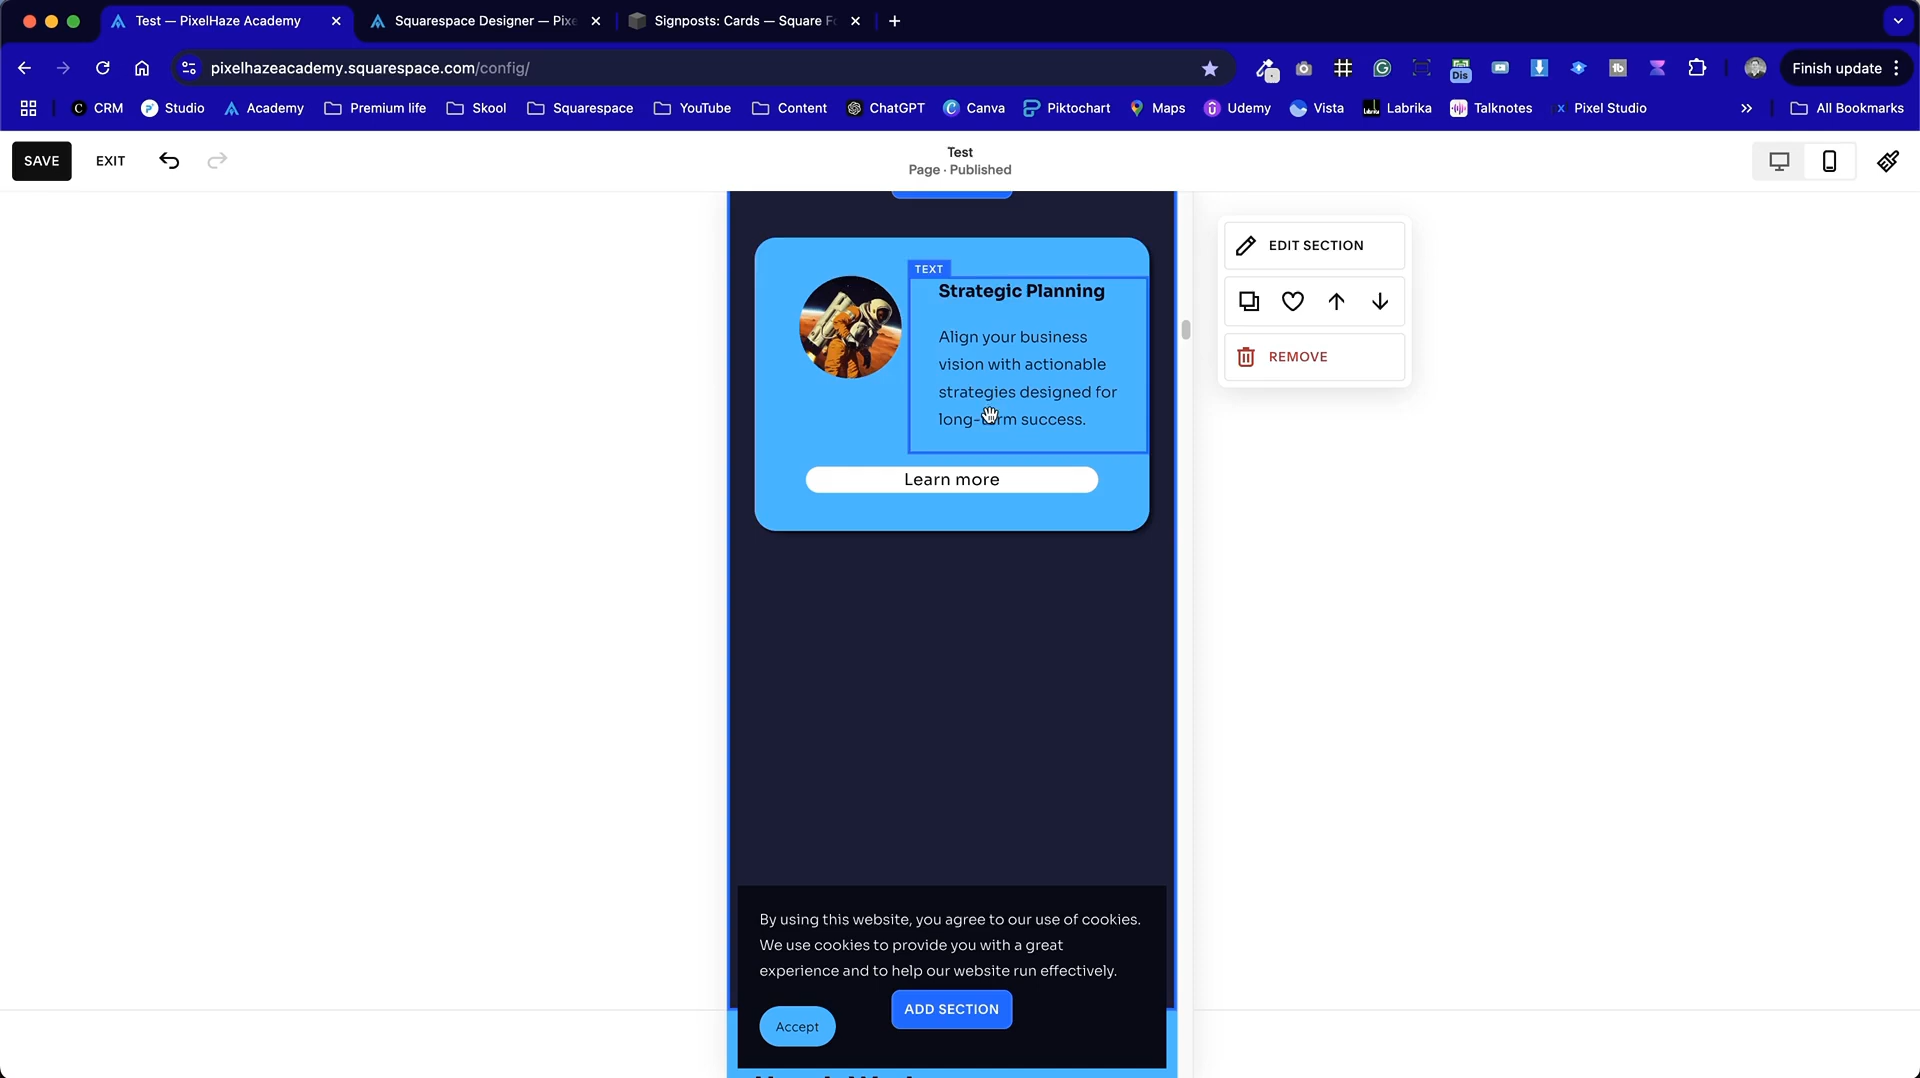 Test — PixelHaze Academy
Squarespace Designer — Pixe
Signposts: Cards — Square Fo
pixelhazeacademy.squarespace.com/config/
Dis
Finish update
CRM
Studio
Academy
Premium life
Skool
Squarespace
YouTube
Content
ChatGPT
Canva
Piktochart
Maps
Udemy
Vista
Labrika
Talknotes
Pixel Studio
All Bookmarks
SAVE
EXIT
Test
Page · Published
EDIT SECTION
REMOVE
TEXT
Strategic Planning
Align your business
vision with actionable
strategies designed for
long-term success.
Learn more
By using this website, you agree to our use of cookies.
We use cookies to provide you with a great
experience and to help our website run effectively.
ADD SECTION
Accept